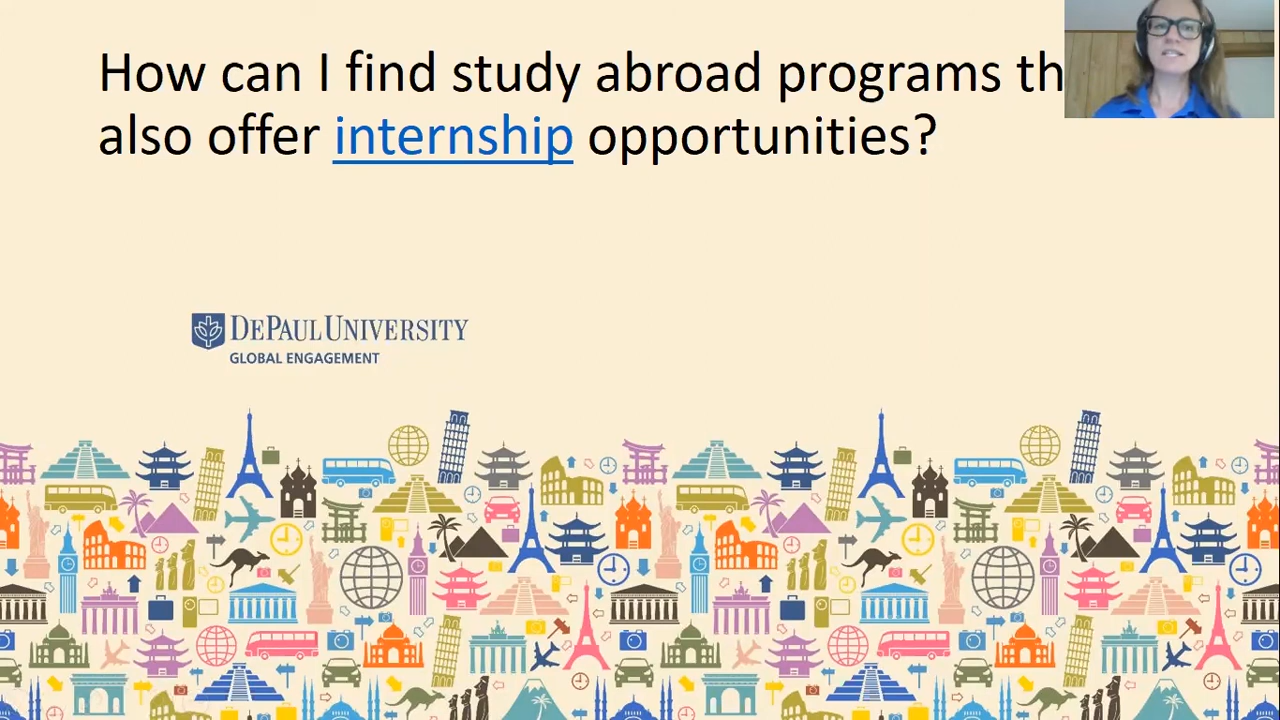 How can I find study abroad programs th
also offer internship opportunities?
DEPAUL UNIVERSITY
GLOBAL ENGAGEMENT